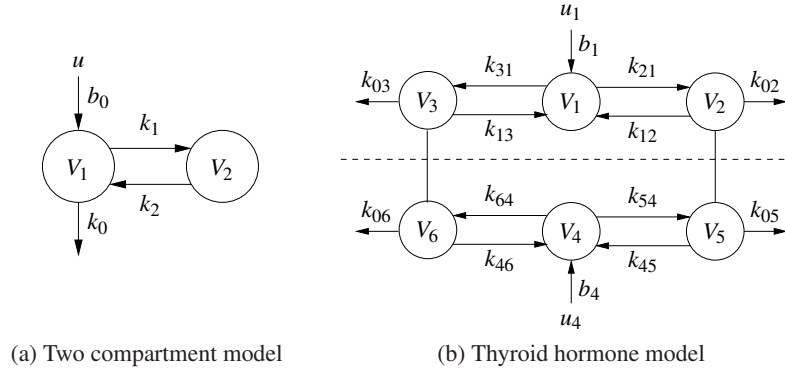 u
b0
k1
V1
V2
k2
k0
(a) Two compartment model
u1
b1
k03
k31
k21
k02
V3
V1
V2
k13
k12
k06
k64
k54
k05
V6
V4
V5
k46
k45
b4
u4
(b) Thyroid hormone model